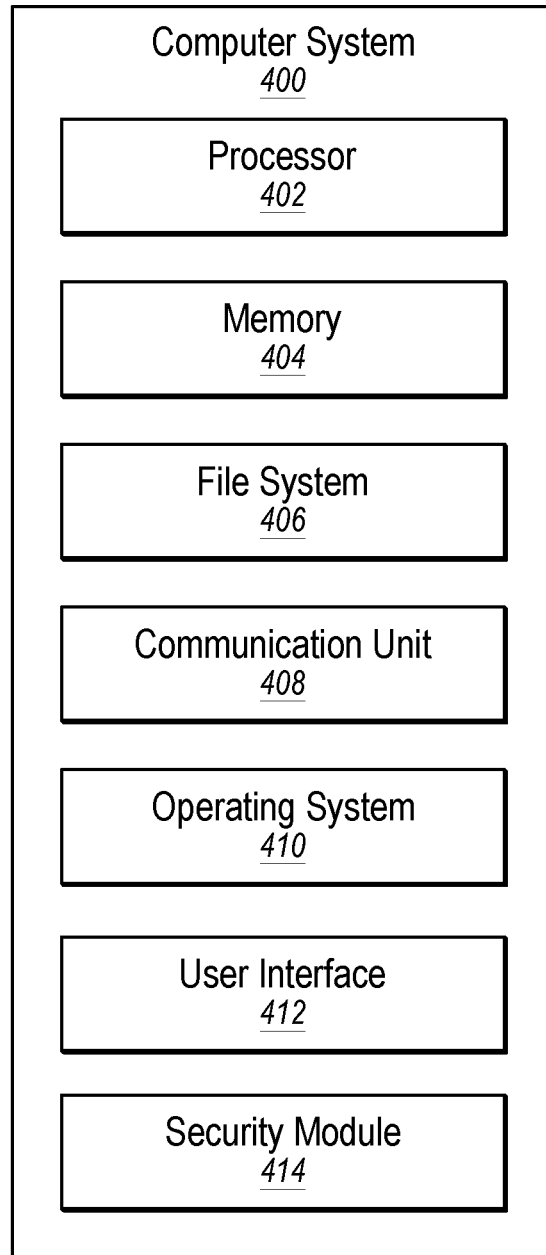 Computer System
400
Processor
402
Memory
404
File System
406
Communication Unit
408
Operating System
410
User Interface
412
Security Module
414